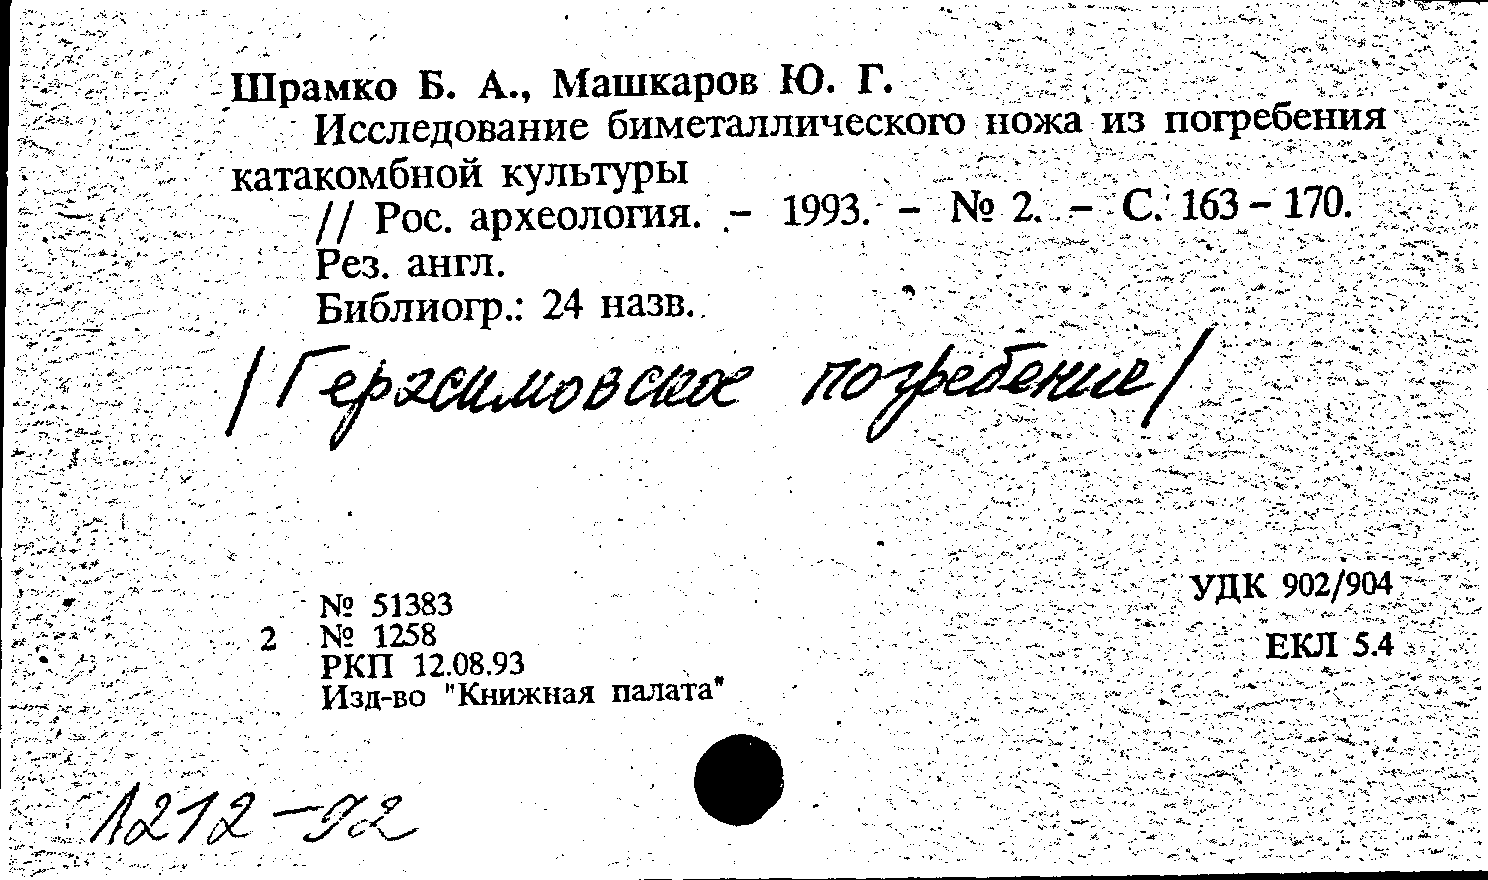 Шрамко Б. А., Машкаров Ю. Г.
Исследование биметаллического ножа из погребения
катакомбной культуры
// Рос. археология. – 1993. – № 2. – С. 163 – 170.
Рез. англ.
Библиогр.: 24 назв.
/Герасимовское погребение/
УДК 902/904
№ 51383
2 № 1258
ЕКЛ 5.4
РКП 12.08.93
Изд-во "Книжная палата"
Л212-92